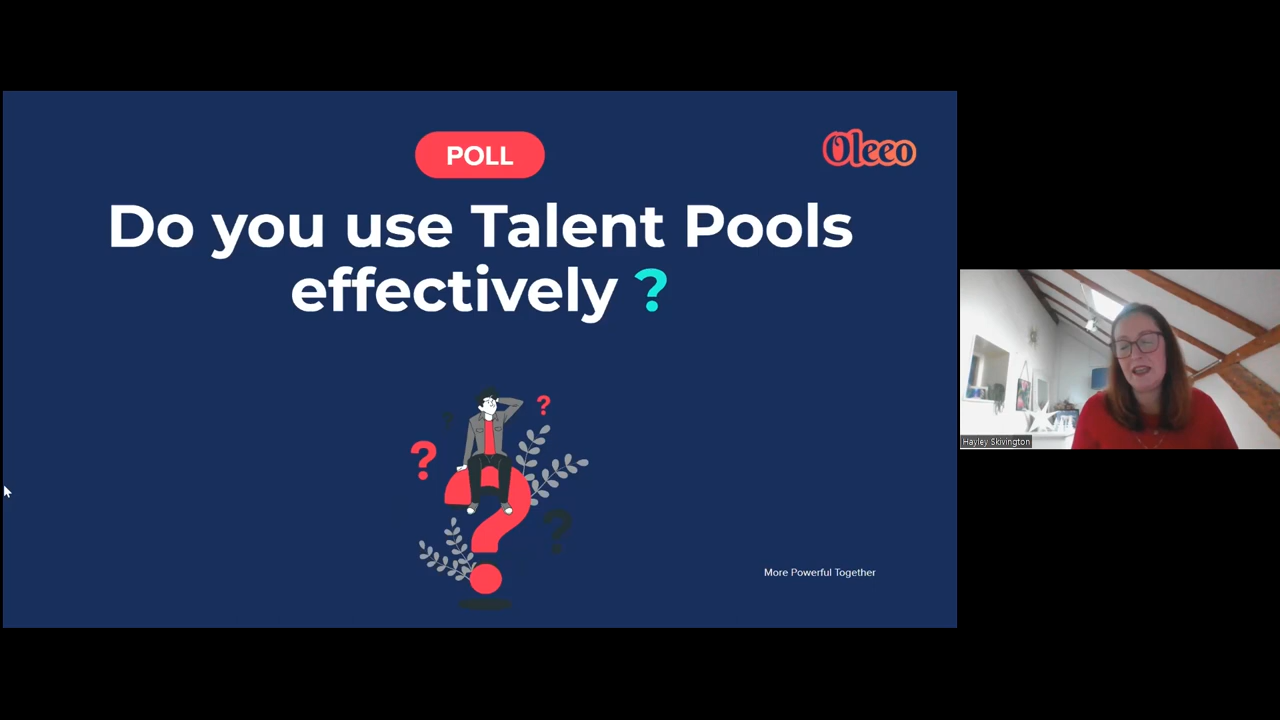 POLL
Oleeo
Do you use Talent Pools
effectively ?
?
?
?
?
?
More Powerful Together
Hayley Skivington